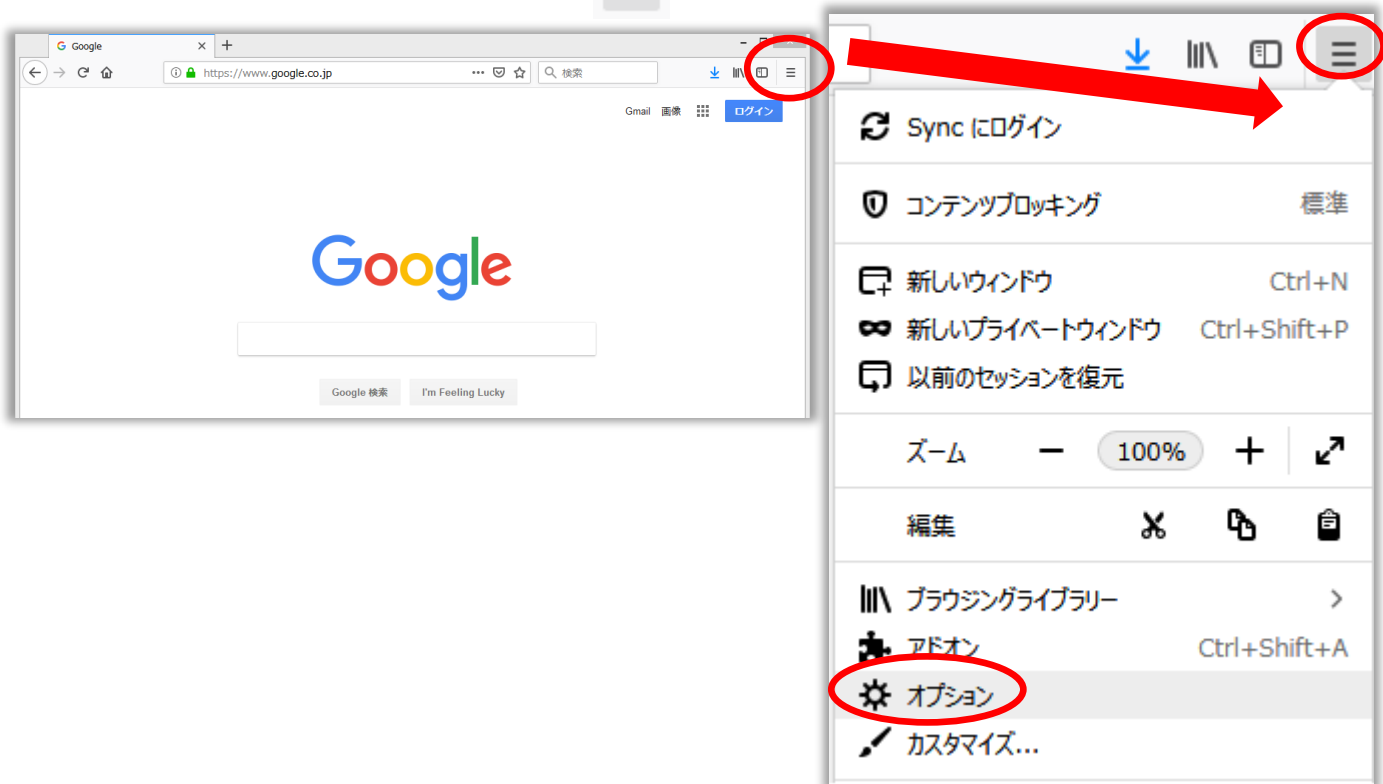 Google
https://www.google.co.jp
検索
Gmail 画像 ログイン
Google
Google 検索 I'm Feeling Lucky
Sync にログイン
コンテンツブロッキング 標準
新しいウィンドウ Ctrl+N
新しいプライベートウィンドウ Ctrl+Shift+P
以前のセッションを復元
ズーム 100%
編集
ブラウジングライブラリー
アドオン Ctrl+Shift+A
オプション
カスタマイズ...